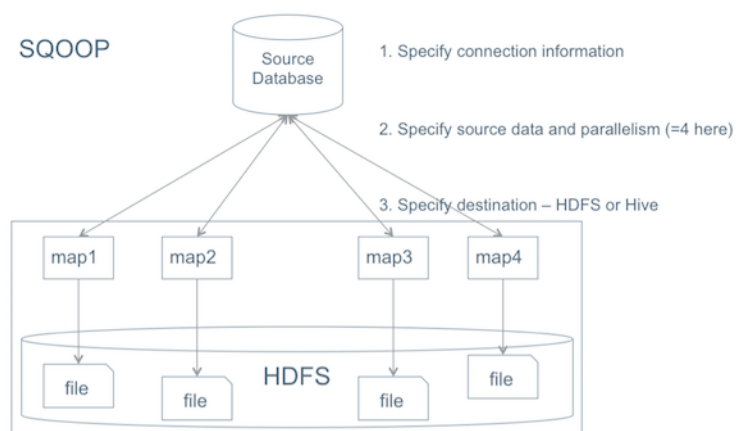 SQOOP
Source
Database
1. Specify connection information
2. Specify source data and parallelism (=4 here)
3. Specify destination – HDFS or Hive
map1
map2
map3
map4
HDFS
file
file
file
file